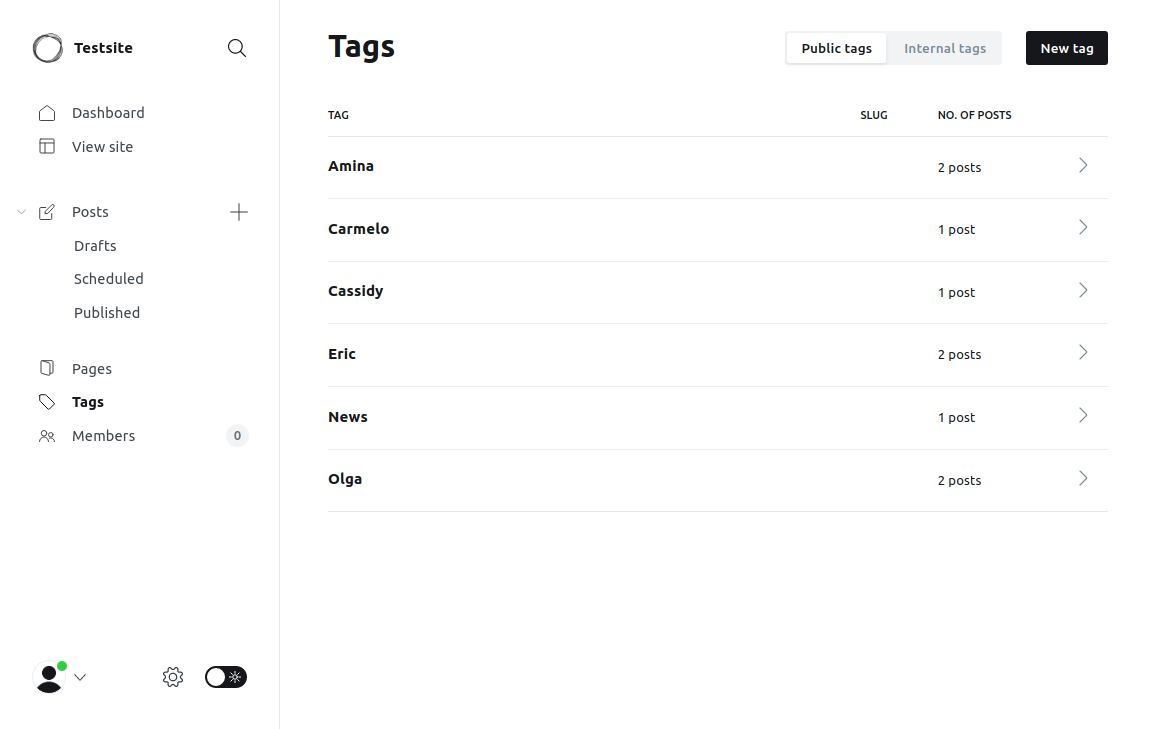 Testsite
Dashboard
View site
Posts
Drafts
Scheduled
Published
Pages
Tags
Members 0
Tags
Public tags Internal tags New tag
TAG SLUG NO. OF POSTS
Amina 2 posts
Carmelo 1 post
Cassidy 1 post
Eric 2 posts
News 1 post
Olga 2 posts